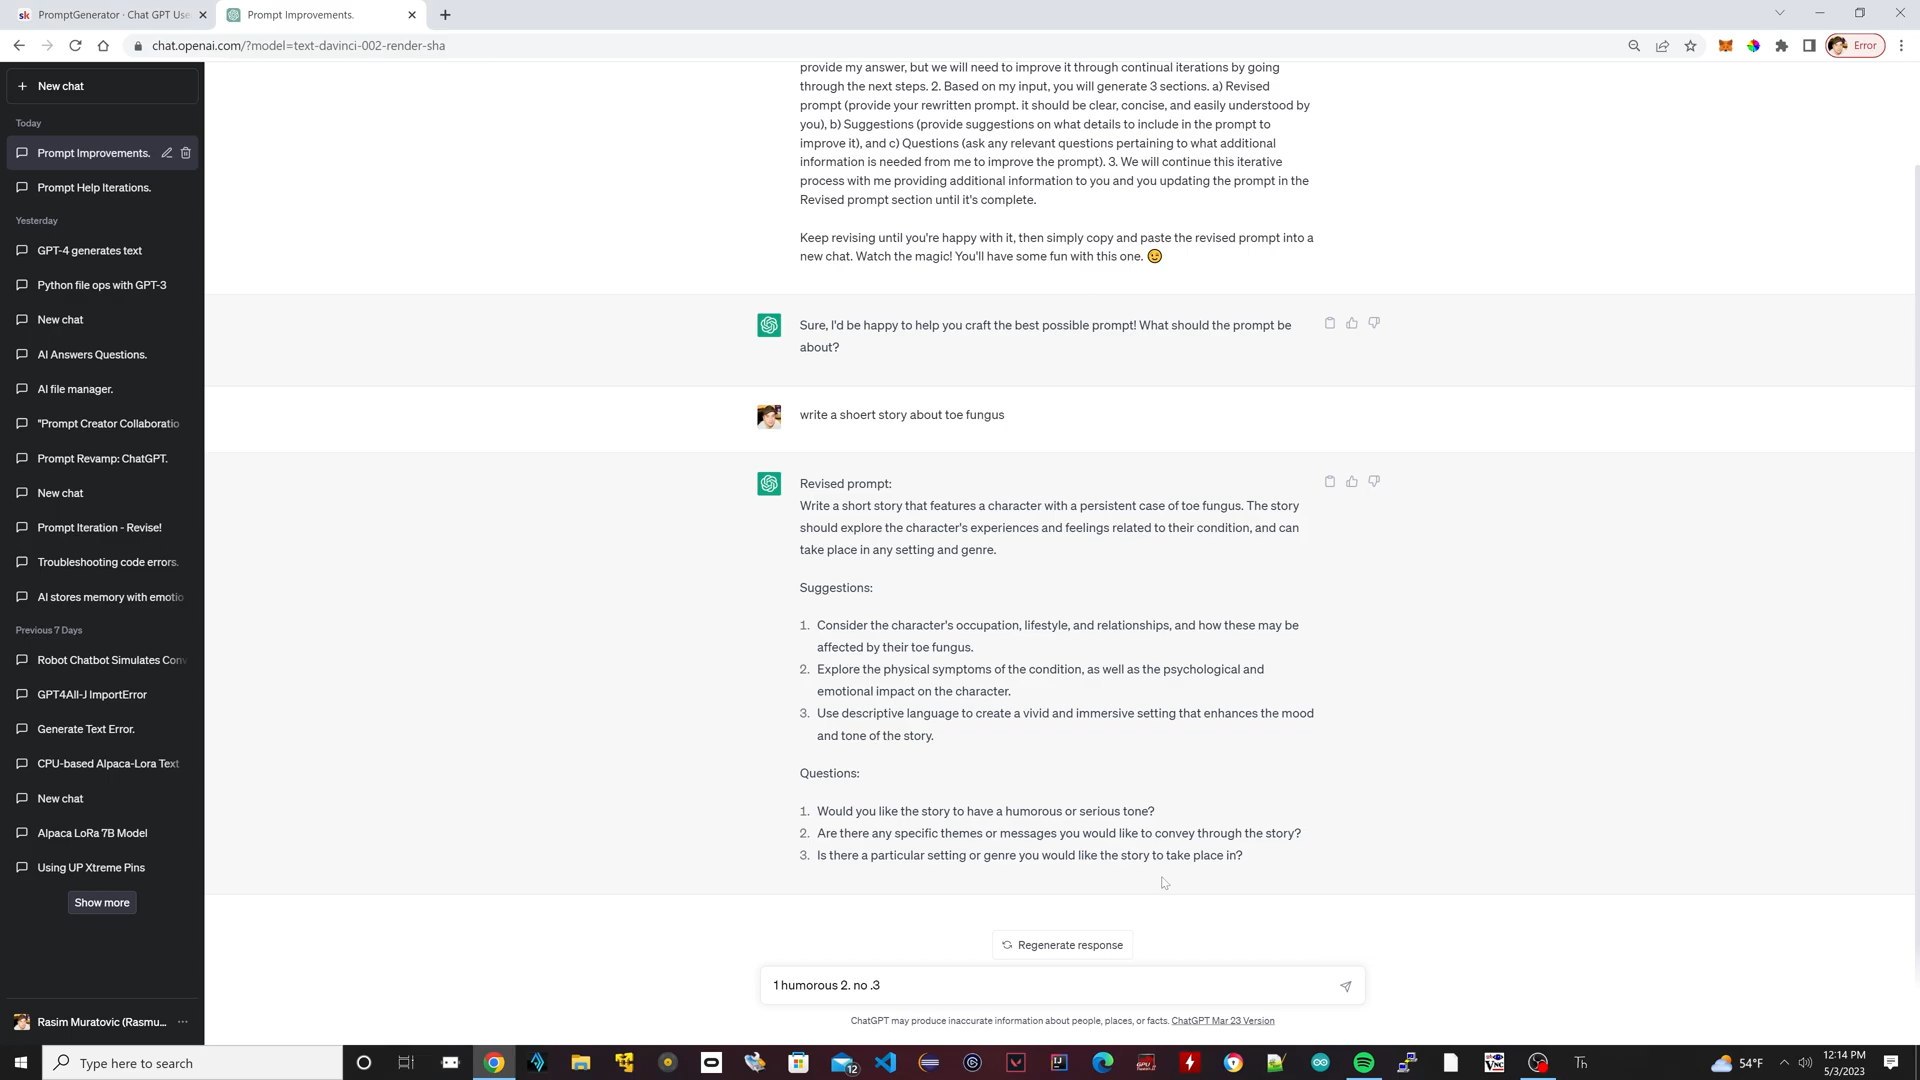 PromptGenerator · Chat GPT Use
Prompt Improvements.
chat.openai.com/?model=text-davinci-002-render-sha
Error
New chat
Today
Prompt Improvements.
Prompt Help Iterations.
Yesterday
GPT-4 generates text
Python file ops with GPT-3
New chat
AI Answers Questions.
AI file manager.
"Prompt Creator Collaboratio
Prompt Revamp: ChatGPT.
New chat
Prompt Iteration - Revise!
Troubleshooting code errors.
AI stores memory with emotio
Previous 7 Days
Robot Chatbot Simulates Conv
GPT4All-J ImportError
Generate Text Error.
CPU-based Alpaca-Lora Text
New chat
Alpaca LoRa 7B Model
Using UP Xtreme Pins
Show more
Rasim Muratovic (Rasmu...
provide my answer, but we will need to improve it through continual iterations by going
through the next steps. 2. Based on my input, you will generate 3 sections. a) Revised
prompt (provide your rewritten prompt. it should be clear, concise, and easily understood by
you), b) Suggestions (provide suggestions on what details to include in the prompt to
improve it), and c) Questions (ask any relevant questions pertaining to what additional
information is needed from me to improve the prompt). 3. We will continue this iterative
process with me providing additional information to you and you updating the prompt in the
Revised prompt section until it's complete.
Keep revising until you're happy with it, then simply copy and paste the revised prompt into a
new chat. Watch the magic! You'll have some fun with this one. 😉
Sure, I'd be happy to help you craft the best possible prompt! What should the prompt be
about?
write a shoert story about toe fungus
Revised prompt:
Write a short story that features a character with a persistent case of toe fungus. The story
should explore the character's experiences and feelings related to their condition, and can
take place in any setting and genre.
Suggestions:
1. Consider the character's occupation, lifestyle, and relationships, and how these may be
affected by their toe fungus.
2. Explore the physical symptoms of the condition, as well as the psychological and
emotional impact on the character.
3. Use descriptive language to create a vivid and immersive setting that enhances the mood
and tone of the story.
Questions:
1. Would you like the story to have a humorous or serious tone?
2. Are there any specific themes or messages you would like to convey through the story?
3. Is there a particular setting or genre you would like the story to take place in?
Regenerate response
1 humorous 2. no .3
ChatGPT may produce inaccurate information about people, places, or facts. ChatGPT Mar 23 Version
Type here to search
12
54°F
12:14 PM
5/3/2023